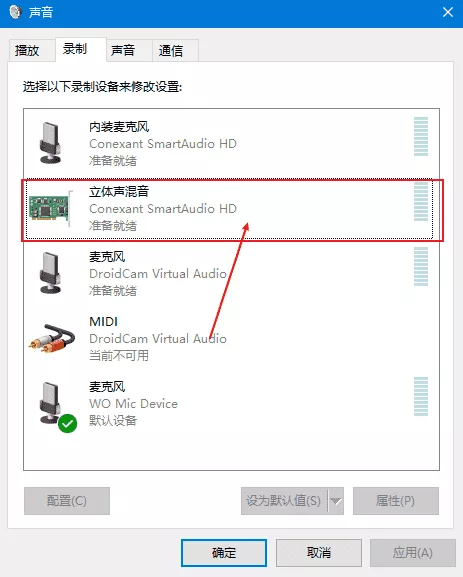 声音
播放 录制 声音 通信
选择以下录制设备来修改设置:
内装麦克风
Conexant SmartAudio HD
准备就绪
立体声混音
Conexant SmartAudio HD
准备就绪
麦克风
DroidCam Virtual Audio
准备就绪
MIDI
DroidCam Virtual Audio
当前不可用
麦克风
WO Mic Device
默认设备
配置(C) 设为默认值(S) 属性(P)
确定 取消 应用(A)